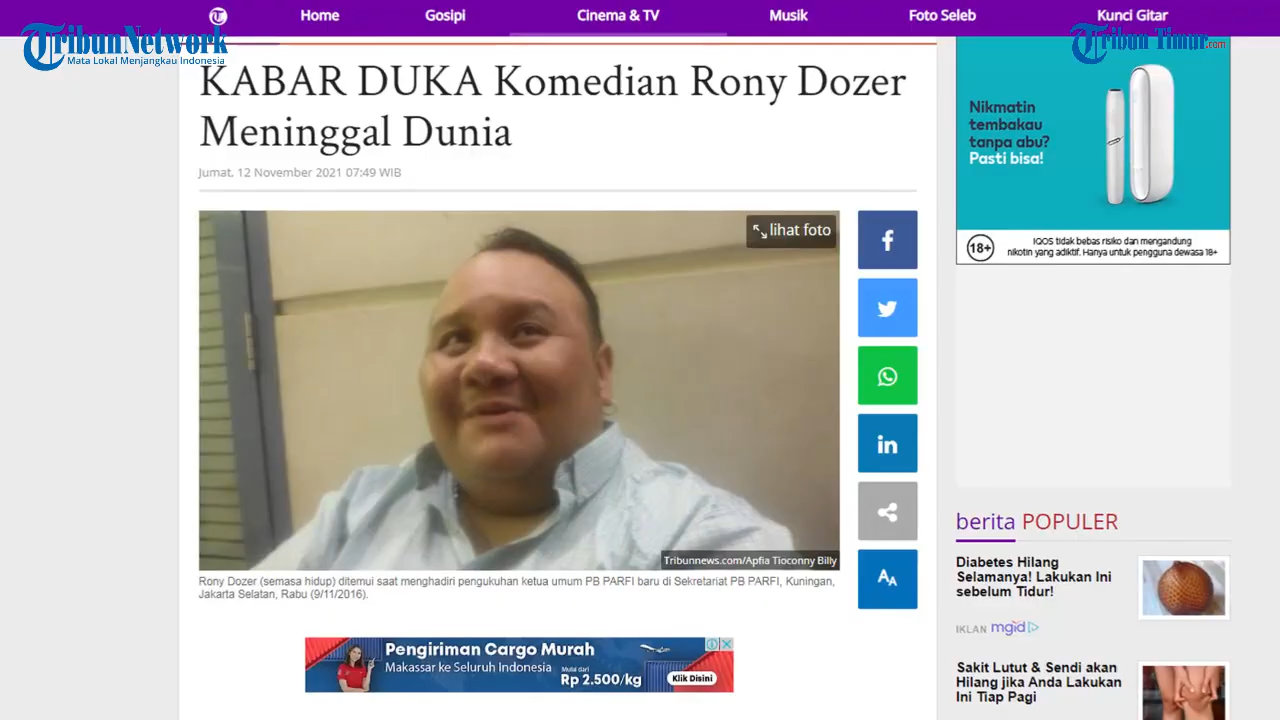 Home
Gosipi
Cinema & TV
Musik
Foto Seleb
Kunci Gitar
TribunNetwork
Mata Lokal Menjangkau Indonesia
Tribun Timur.com
KABAR DUKA Komedian Rony Dozer
Meninggal Dunia
Jumat, 12 November 2021 07:49 WIB
lihat foto
Tribunnews.com/Apfia Tioconny Billy
Rony Dozer (semasa hidup) ditemui saat menghadiri pengukuhan ketua umum PB PARFI baru di Sekretariat PB PARFI, Kuningan,
Jakarta Selatan, Rabu (9/11/2016).
Pengiriman Cargo Murah
Makassar ke Seluruh Indonesia
Mulai dari
Rp 2.500/kg
Klik Disini
Nikmatin
tembakau
tanpa abu?
Pasti bisa!
18+
IQOS tidak bebas risiko dan mengandung
nikotin yang adiktif. Hanya untuk pengguna dewasa 18+
berita POPULER
Diabetes Hilang
Selamanya! Lakukan Ini
sebelum Tidur!
IKLAN mgid
Sakit Lutut & Sendi akan
Hilang jika Anda Lakukan
Ini Tiap Pagi